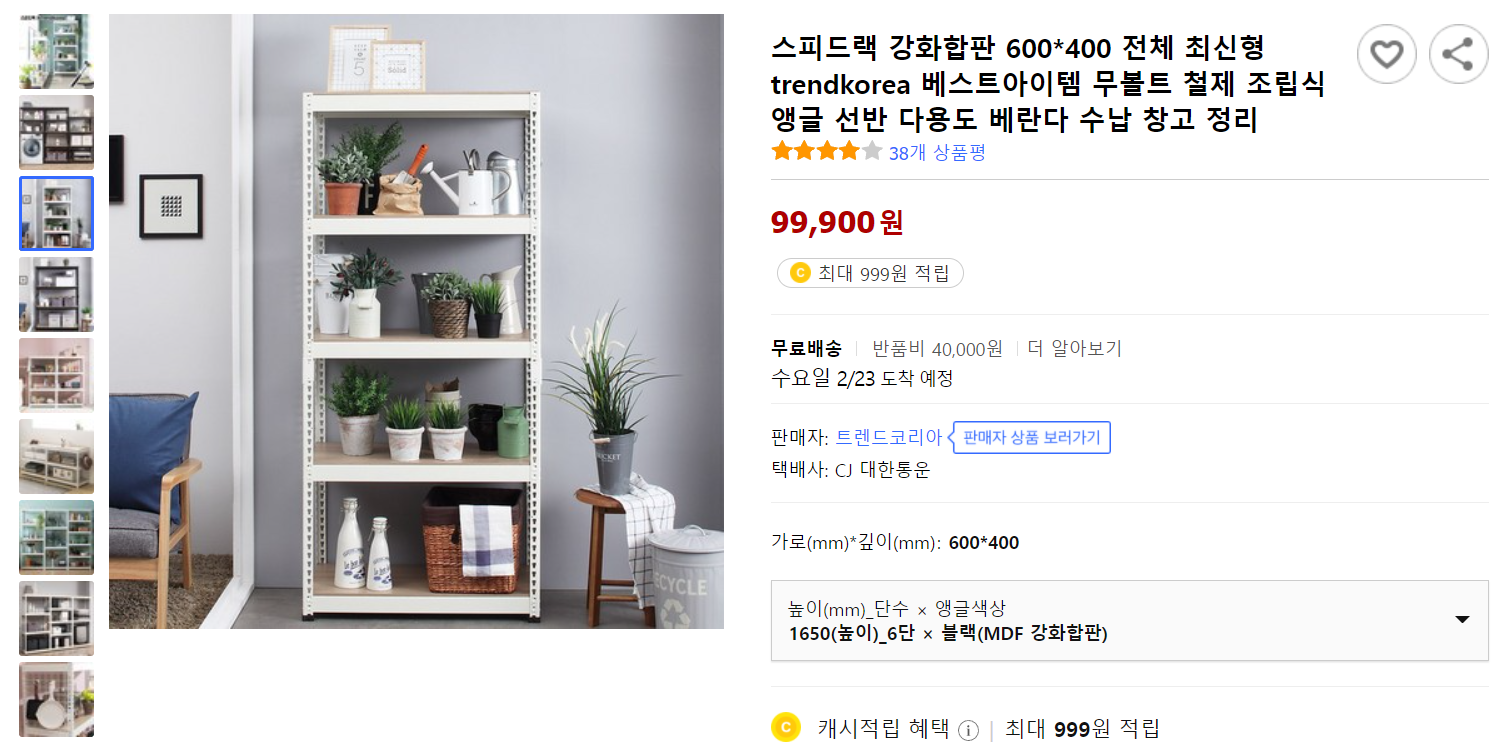 스피드랙 강화합판 600*400 전체 최신형
trendkorea 베스트아이템 무볼트 철제 조립식
앵글 선반 다용도 베란다 수납 창고 정리
38개 상품평
99,900원
C 최대 999원 적립
무료배송 반품비 40,000원 더 알아보기
수요일 2/23 도착 예정
판매자: 트렌드코리아 판매자 상품 보러가기
택배사: CJ 대한통운
가로(mm)*깊이(mm): 600*400
높이(mm)_단수 × 앵글색상
1650(높이)_6단 × 블랙(MDF 강화합판)
C 캐시적립 혜택 i | 최대 999원 적립
5
Solid
RECYCLE